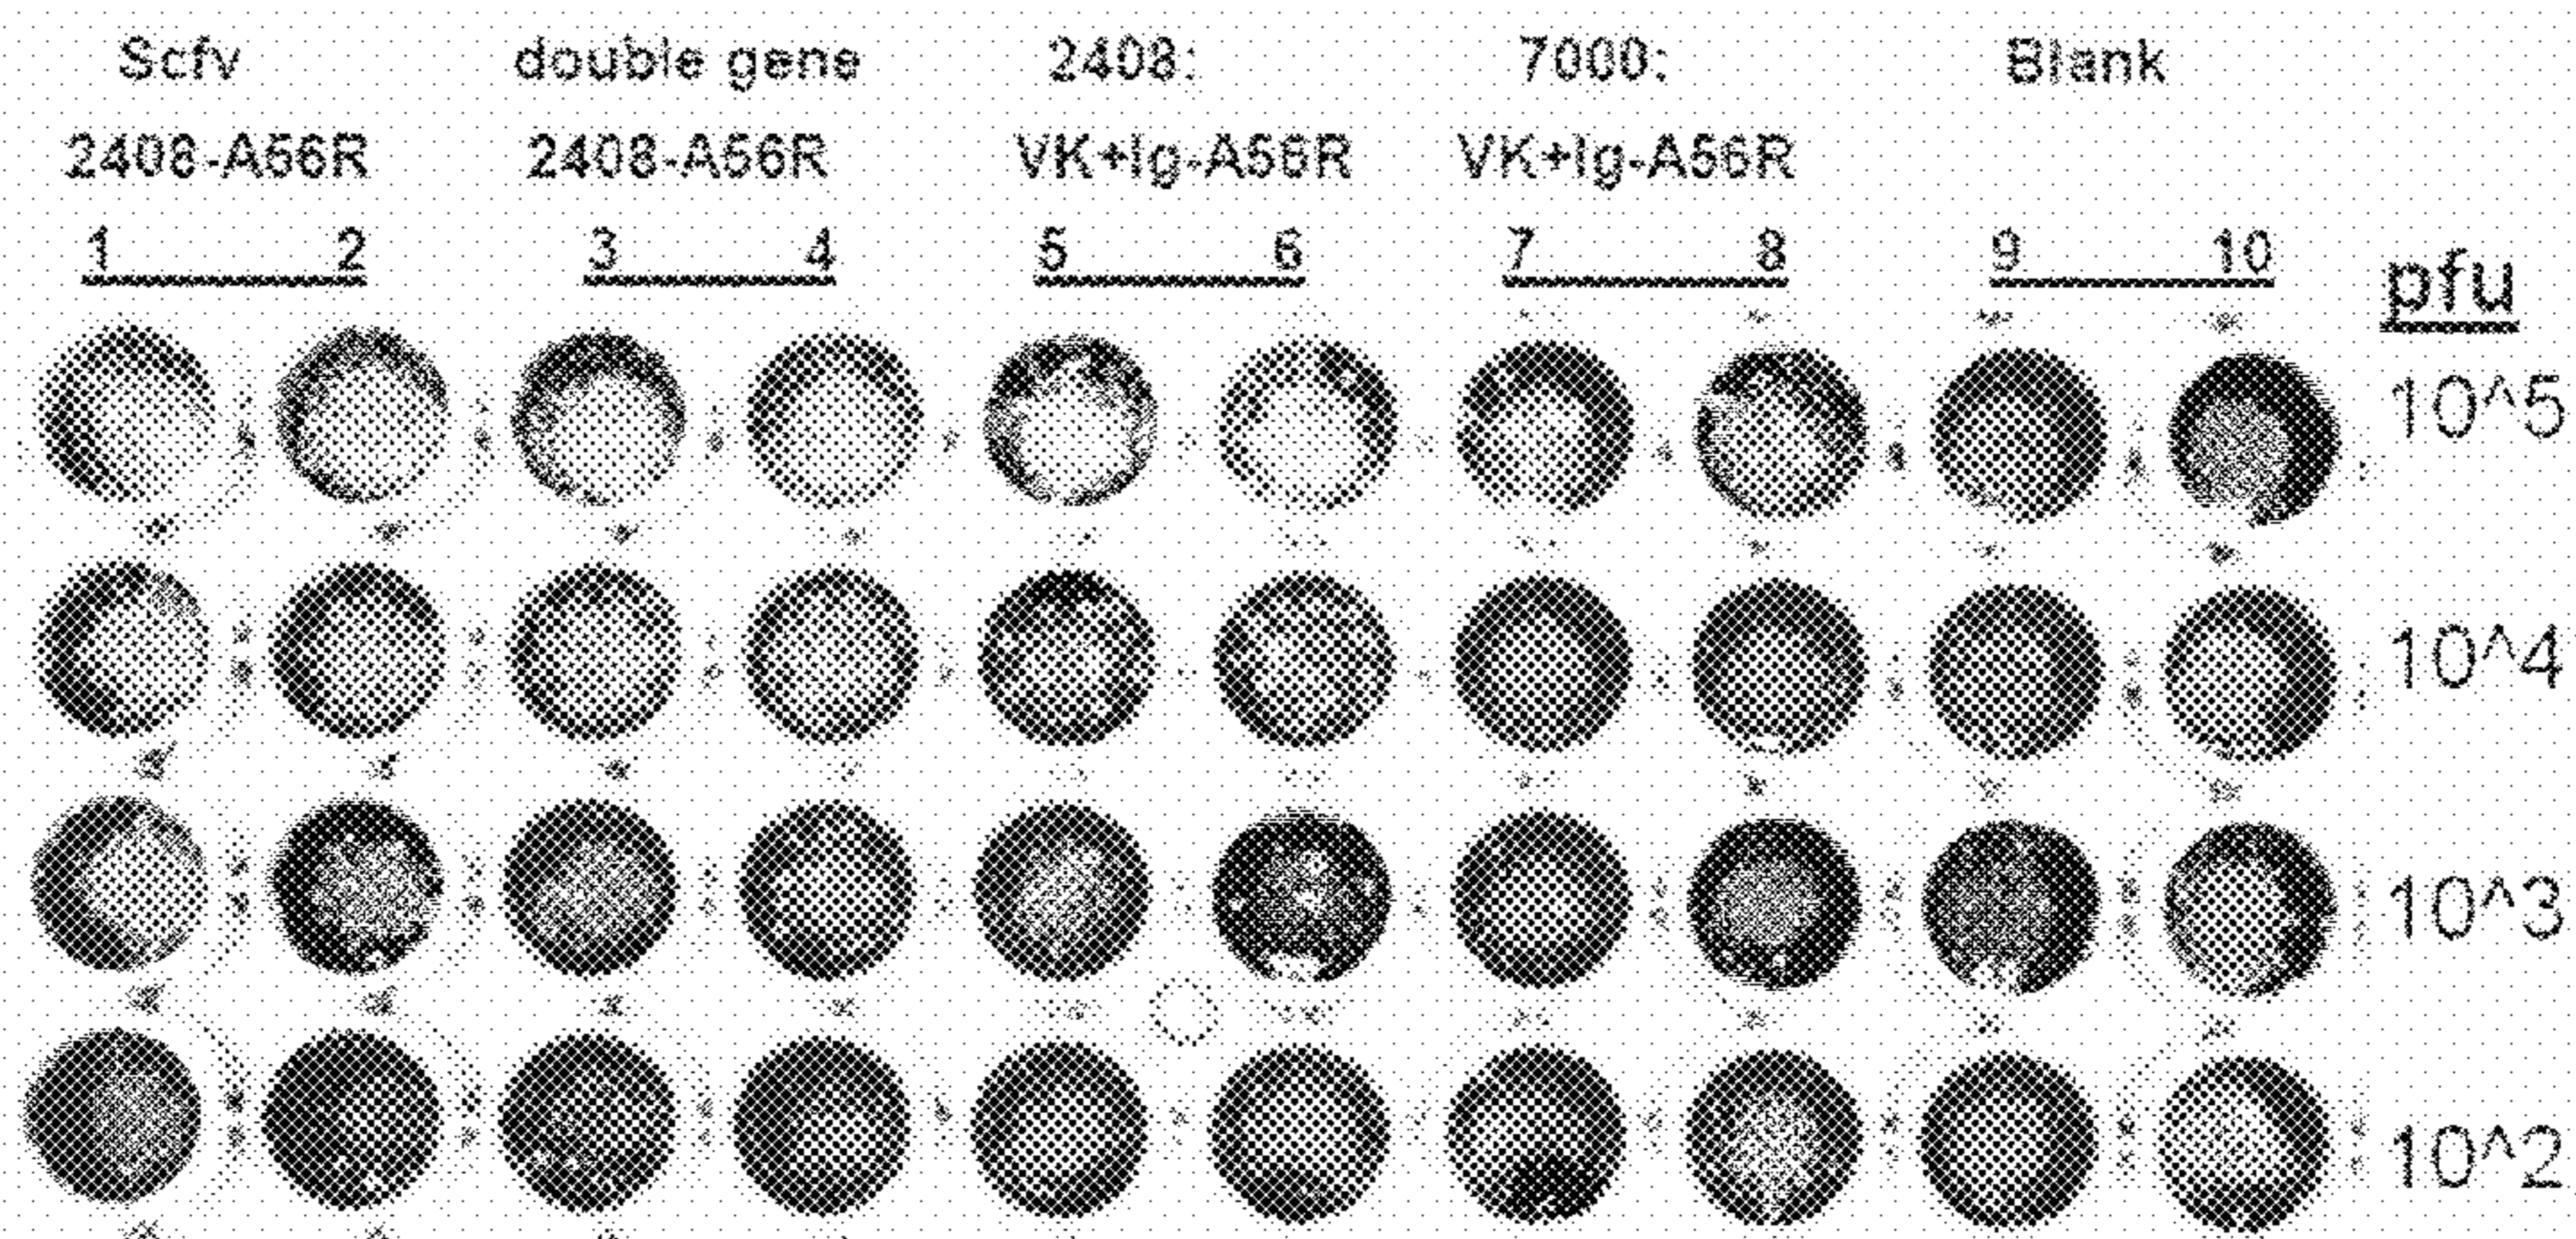 Scfv double gene 2408: 7000: Blank
2408-A56R 2408-A56R VK+Ig-A56R VK+Ig-A56R
1 2 3 4 5 6 7 8 9 10 pfu
10^5
10^4
10^3
10^2